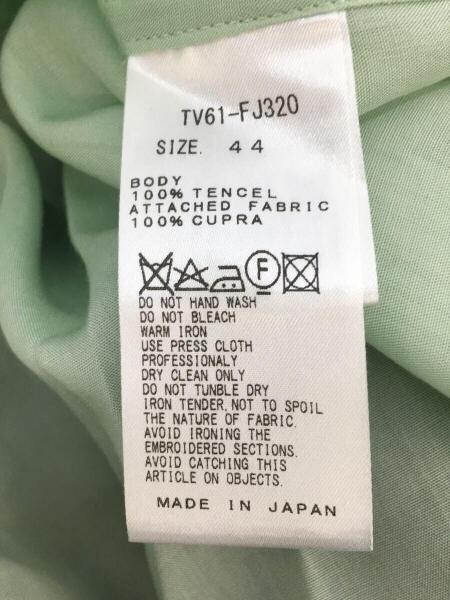 TV61-FJ320
SIZE. 44
BODY
100% TENCEL
ATTACHED FABRIC
100% CUPRA
F
DO NOT HAND WASH
DO NOT BLEACH
WARM IRON
USE PRESS CLOTH
PROFESSIONALY
DRY CLEAN ONLY
DO NOT TUNBLE DRY
IRON TENDER, NOT TO SPOIL
THE NATURE OF FABRIC.
AVOID IRONING THE
EMBROIDERED SECTIONS.
AVOID CATCHING THIS
ARTICLE ON OBJECTS.
MADE IN JAPAN